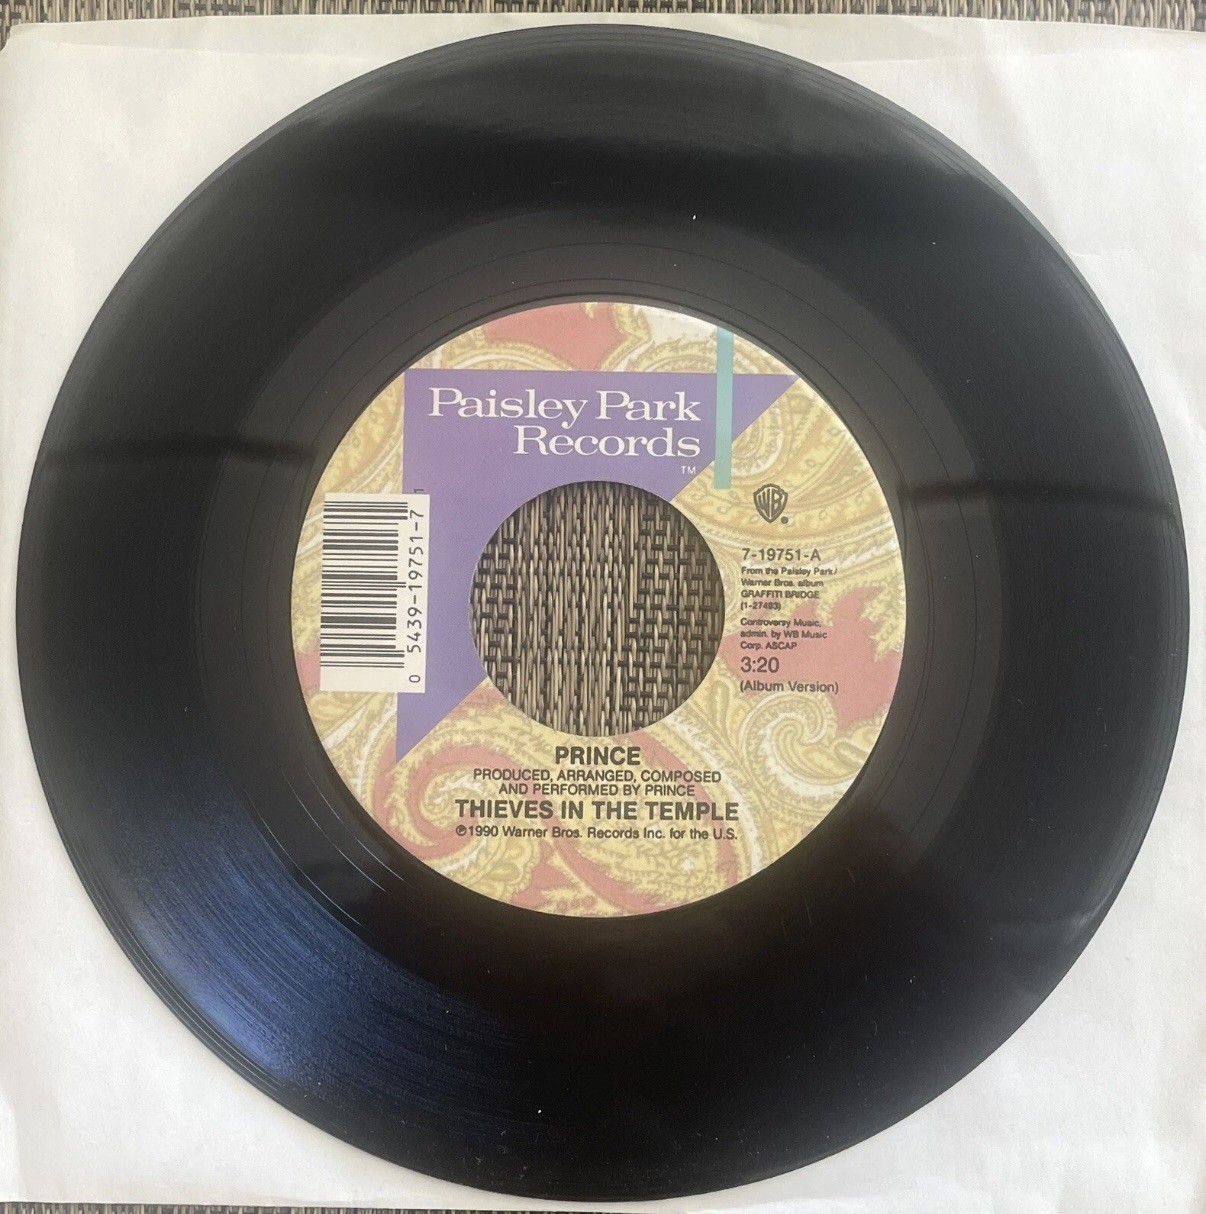 Paisley Park
Records
TM
WB
7-19751-A
From the Paisley Park/
Warner Bros. album
GRAFFITI BRIDGE
(1-27493)
Controversy Music,
admin. by WB Music
Corp. ASCAP
3:20
(Album Version)
0 5439-19751-7 1
PRINCE
PRODUCED, ARRANGED, COMPOSED
AND PERFORMED BY PRINCE
THIEVES IN THE TEMPLE
℗1990 Warner Bros. Records Inc. for the U.S.